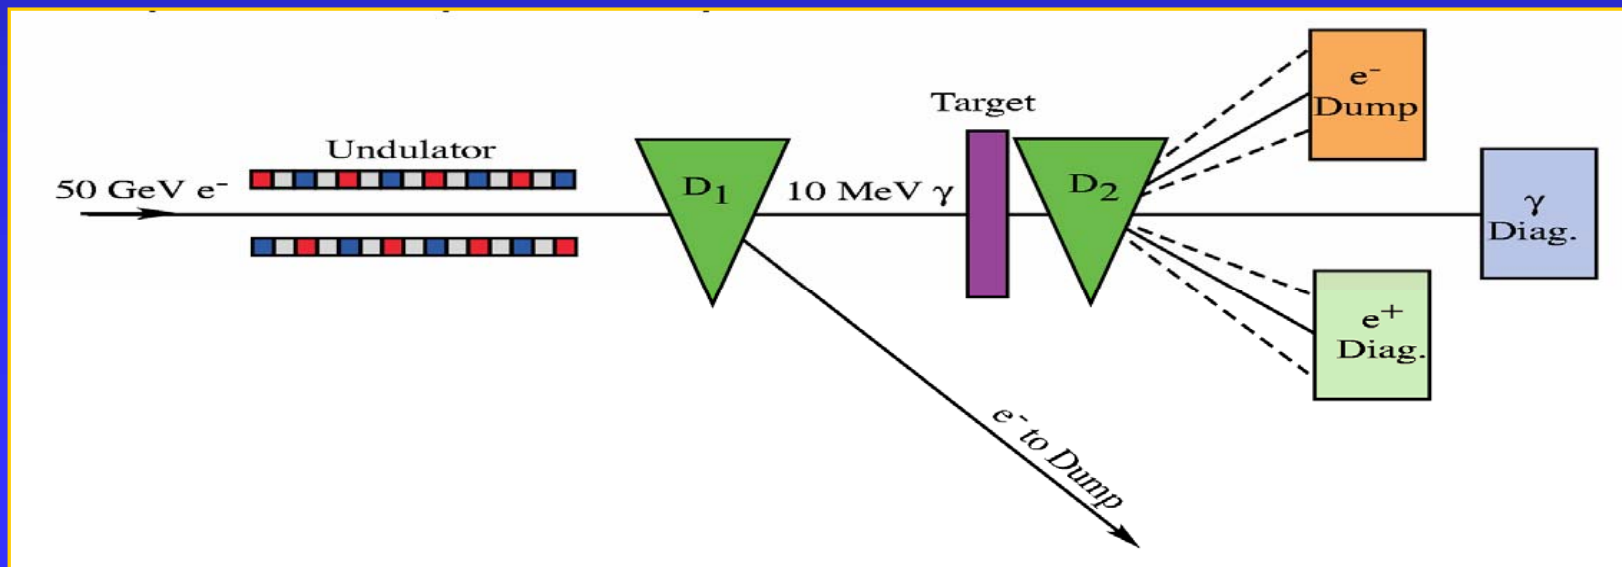 Undulator
50 GeV e⁻
D₁
10 MeV γ
Target
D₂
e⁻
Dump
γ
Diag.
e⁺
Diag.
e⁻ to Dump